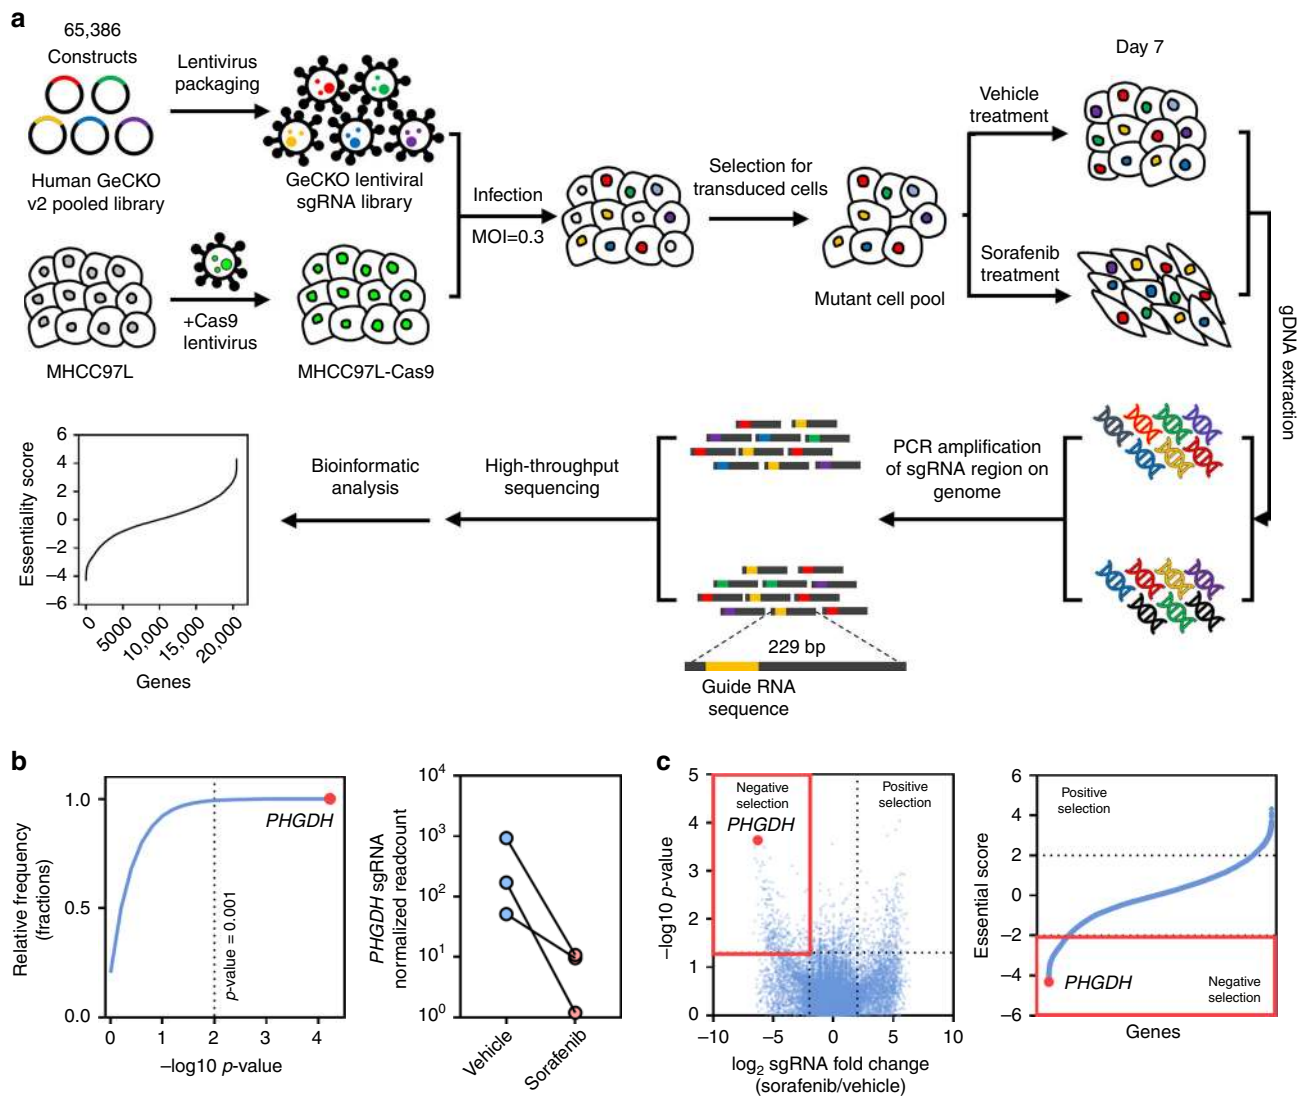 a
65,386
Constructs
Lentivirus
packaging
Human GeCKO
v2 pooled library
GeCKO lentiviral
sgRNA library
MHCC97L
+Cas9
lentivirus
MHCC97L-Cas9
Infection
MOI=0.3
Selection for
transduced cells
Mutant cell pool
Vehicle
treatment
Sorafenib
treatment
Day 7
gDNA extraction
PCR amplification
of sgRNA region on
genome
229 bp
Guide RNA
sequence
High-throughput
sequencing
Bioinformatic
analysis
Essentiality score
6
4
2
0
–2
–4
–6
0
5000
10,000
15,000
20,000
Genes
b
Relative frequency
(fractions)
1.0
0.5
0.0
PHGDH
p-value = 0.001
0 1 2 3 4
–log10 p-value
PHGDH sgRNA
normalized readcount
10⁴
10³
10²
10¹
10⁰
Vehicle
Sorafenib
c
–log10 p-value
5
4
3
2
1
0
Negative
selection
PHGDH
Positive
selection
–10 –5 0 5 10
log₂ sgRNA fold change
(sorafenib/vehicle)
Essential score
6
4
2
0
–2
–4
–6
Positive
selection
PHGDH
Negative
selection
Genes